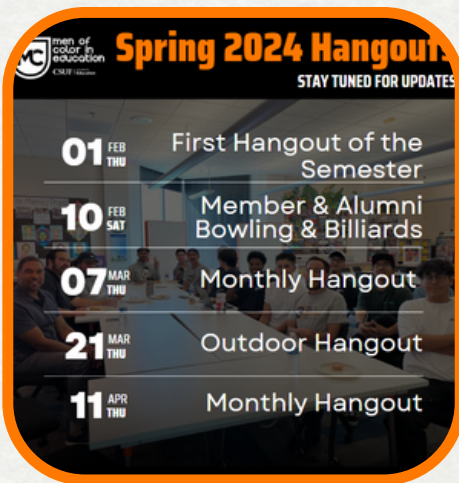 MC
men of
color in
education
CSUF
Education
Spring 2024 Hangouts
STAY TUNED FOR UPDATES
01 FEB THU
First Hangout of the
Semester
10 FEB SAT
Member & Alumni
Bowling & Billiards
07 MAR THU
Monthly Hangout
21 MAR THU
Outdoor Hangout
11 APR THU
Monthly Hangout